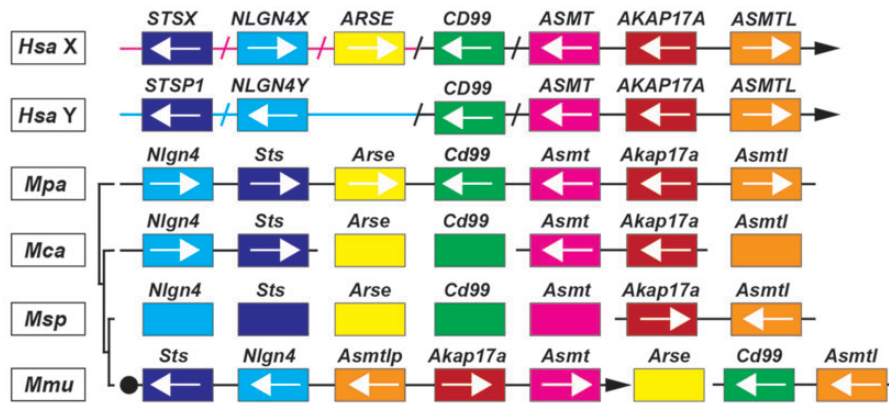 STSX NLGN4X ARSE CD99 ASMT AKAP17A ASMTL
Hsa X
STSP1 NLGN4Y CD99 ASMT AKAP17A ASMTL
Hsa Y
Nlgn4 Sts Arse Cd99 Asmt Akap17a Asmtl
Mpa
Nlgn4 Sts Arse Cd99 Asmt Akap17a Asmtl
Mca
Nlgn4 Sts Arse Cd99 Asmt Akap17a Asmtl
Msp
Sts Nlgn4 Asmtlp Akap17a Asmt Arse Cd99 Asmtl
Mmu